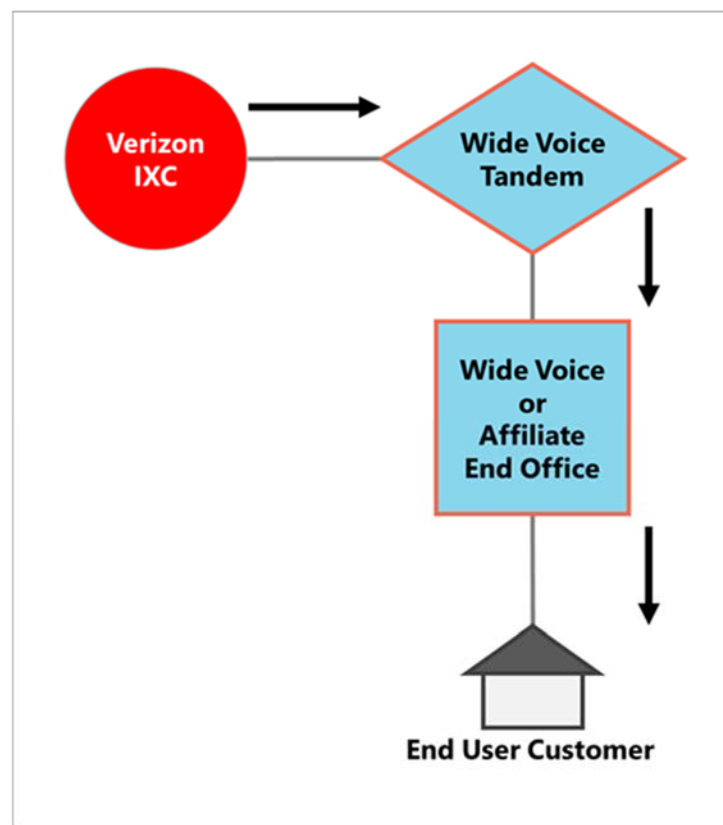 Verizon
IXC
Wide Voice
Tandem
Wide Voice
or
Affiliate
End Office
End User Customer